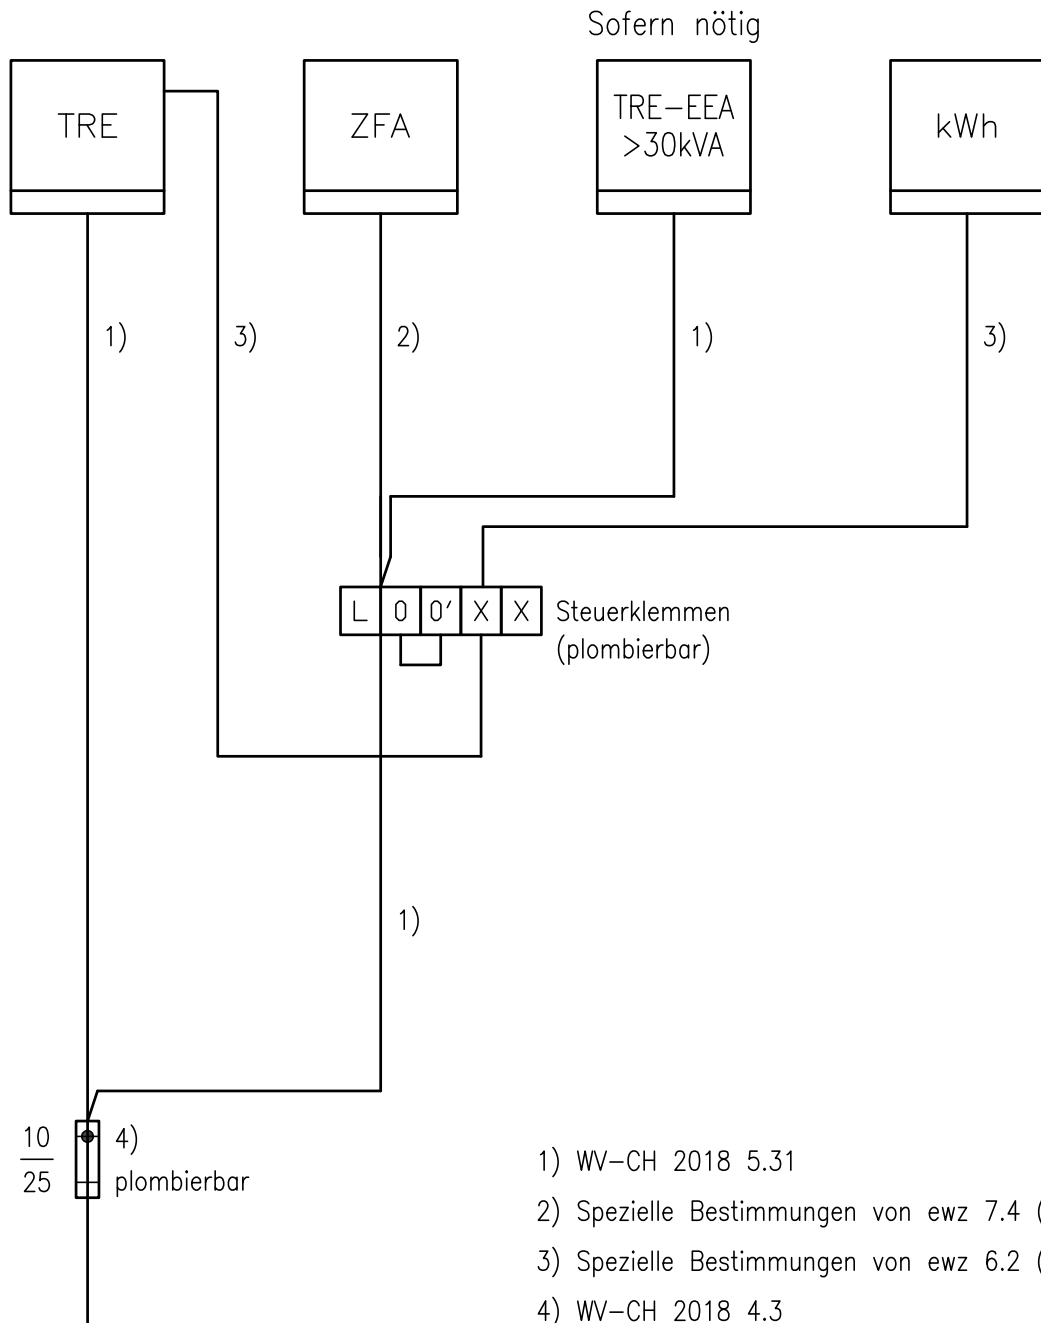 Sofern nötig
TRE
ZFA
TRE-EEA
>30kVA
kWh
1)
3)
2)
1)
3)
L 0 0' X X
Steuerklemmen
(plombierbar)
1)
10
25
4)
plombierbar
1) WV-CH 2018 5.31
2) Spezielle Bestimmungen von ewz 7.4 (
3) Spezielle Bestimmungen von ewz 6.2 (
4) WV-CH 2018 4.3